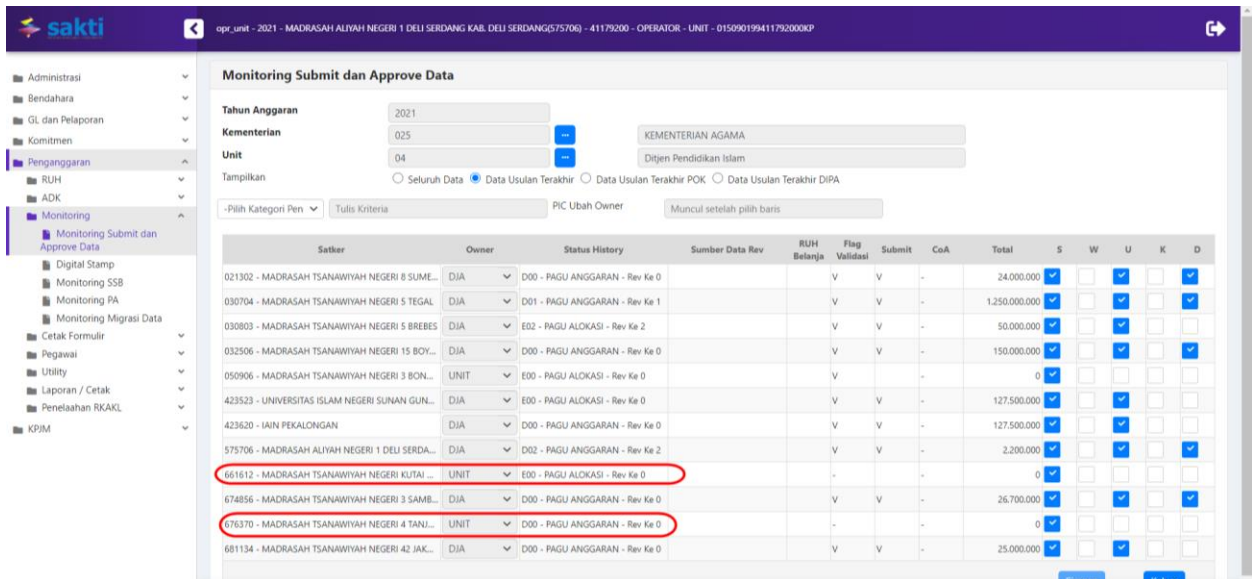 sakti
opr_unit - 2021 - MADRASAH ALIYAH NEGERI 1 DELI SERDANG KAB. DELI SERDANG(575706) - 41179200 - OPERATOR - UNIT - 015090199411792000KP
Administrasi
Bendahara
GL dan Pelaporan
Komitmen
Penganggaran
RUH
ADK
Monitoring
Monitoring Submit dan
Approve Data
Digital Stamp
Monitoring SSB
Monitoring PA
Monitoring Migrasi Data
Cetak Formulir
Pegawai
Utility
Laporan / Cetak
Penelaahan RKAKL
KPJM
Monitoring Submit dan Approve Data
Tahun Anggaran 2021
Kementerian 025 ... KEMENTERIAN AGAMA
Unit 04 ... Ditjen Pendidikan Islam
Tampilkan Seluruh Data Data Usulan Terakhir Data Usulan Terakhir POK Data Usulan Terakhir DIPA
-Pilih Kategori Pen Tulis Kriteria PIC Ubah Owner Muncul setelah pilih baris
Satker Owner Status History Sumber Data Rev RUH Belanja Flag Validasi Submit CoA Total S W U K D
021302 - MADRASAH TSANAWIYAH NEGERI 8 SUME... DJA D00 - PAGU ANGGARAN - Rev Ke 0 V V - 24.000.000
030704 - MADRASAH TSANAWIYAH NEGERI 5 TEGAL DJA D01 - PAGU ANGGARAN - Rev Ke 1 V V - 1.250.000.000
030803 - MADRASAH TSANAWIYAH NEGERI 5 BREBES DJA E02 - PAGU ALOKASI - Rev Ke 2 V V - 50.000.000
032506 - MADRASAH TSANAWIYAH NEGERI 15 BOY... DJA D00 - PAGU ANGGARAN - Rev Ke 0 V V - 150.000.000
050906 - MADRASAH TSANAWIYAH NEGERI 3 BON... UNIT E00 - PAGU ALOKASI - Rev Ke 0 V - 0
423523 - UNIVERSITAS ISLAM NEGERI SUNAN GUN... DJA E00 - PAGU ALOKASI - Rev Ke 0 V V - 127.500.000
423620 - IAIN PEKALONGAN DJA D00 - PAGU ANGGARAN - Rev Ke 0 V V - 127.500.000
575706 - MADRASAH ALIYAH NEGERI 1 DELI SERDA... DJA D02 - PAGU ANGGARAN - Rev Ke 2 V V - 2.200.000
661612 - MADRASAH TSANAWIYAH NEGERI KUTAI ... UNIT E00 - PAGU ALOKASI - Rev Ke 0 - - 0
674856 - MADRASAH TSANAWIYAH NEGERI 3 SAMB... DJA D00 - PAGU ANGGARAN - Rev Ke 0 V V - 26.700.000
676370 - MADRASAH TSANAWIYAH NEGERI 4 TANJ... UNIT D00 - PAGU ANGGARAN - Rev Ke 0 - - 0
681134 - MADRASAH TSANAWIYAH NEGERI 42 JAK... DJA D00 - PAGU ANGGARAN - Rev Ke 0 V V - 25.000.000